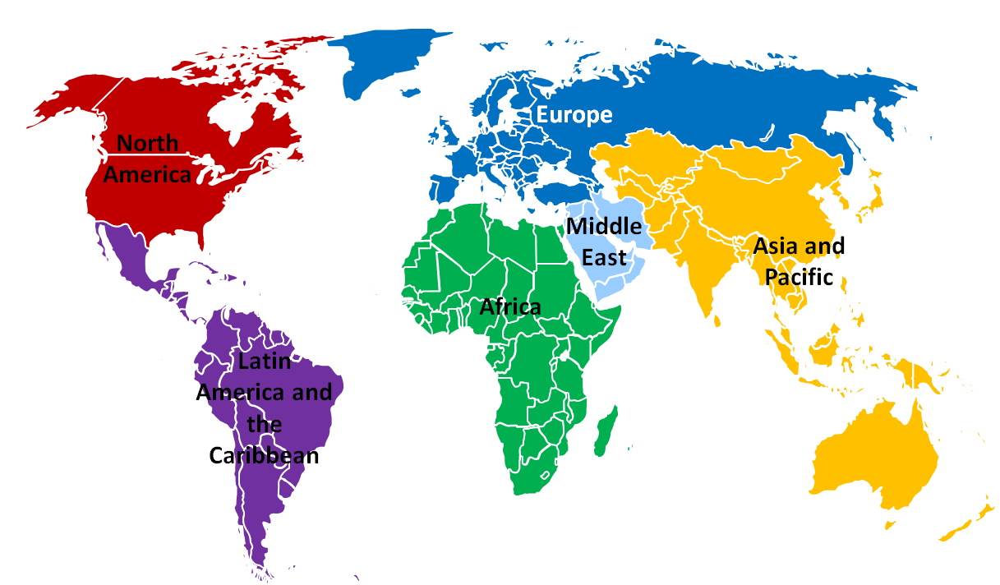 North
America
Europe
Middle
East
Asia and
Pacific
Africa
Latin
America and
the
Caribbean